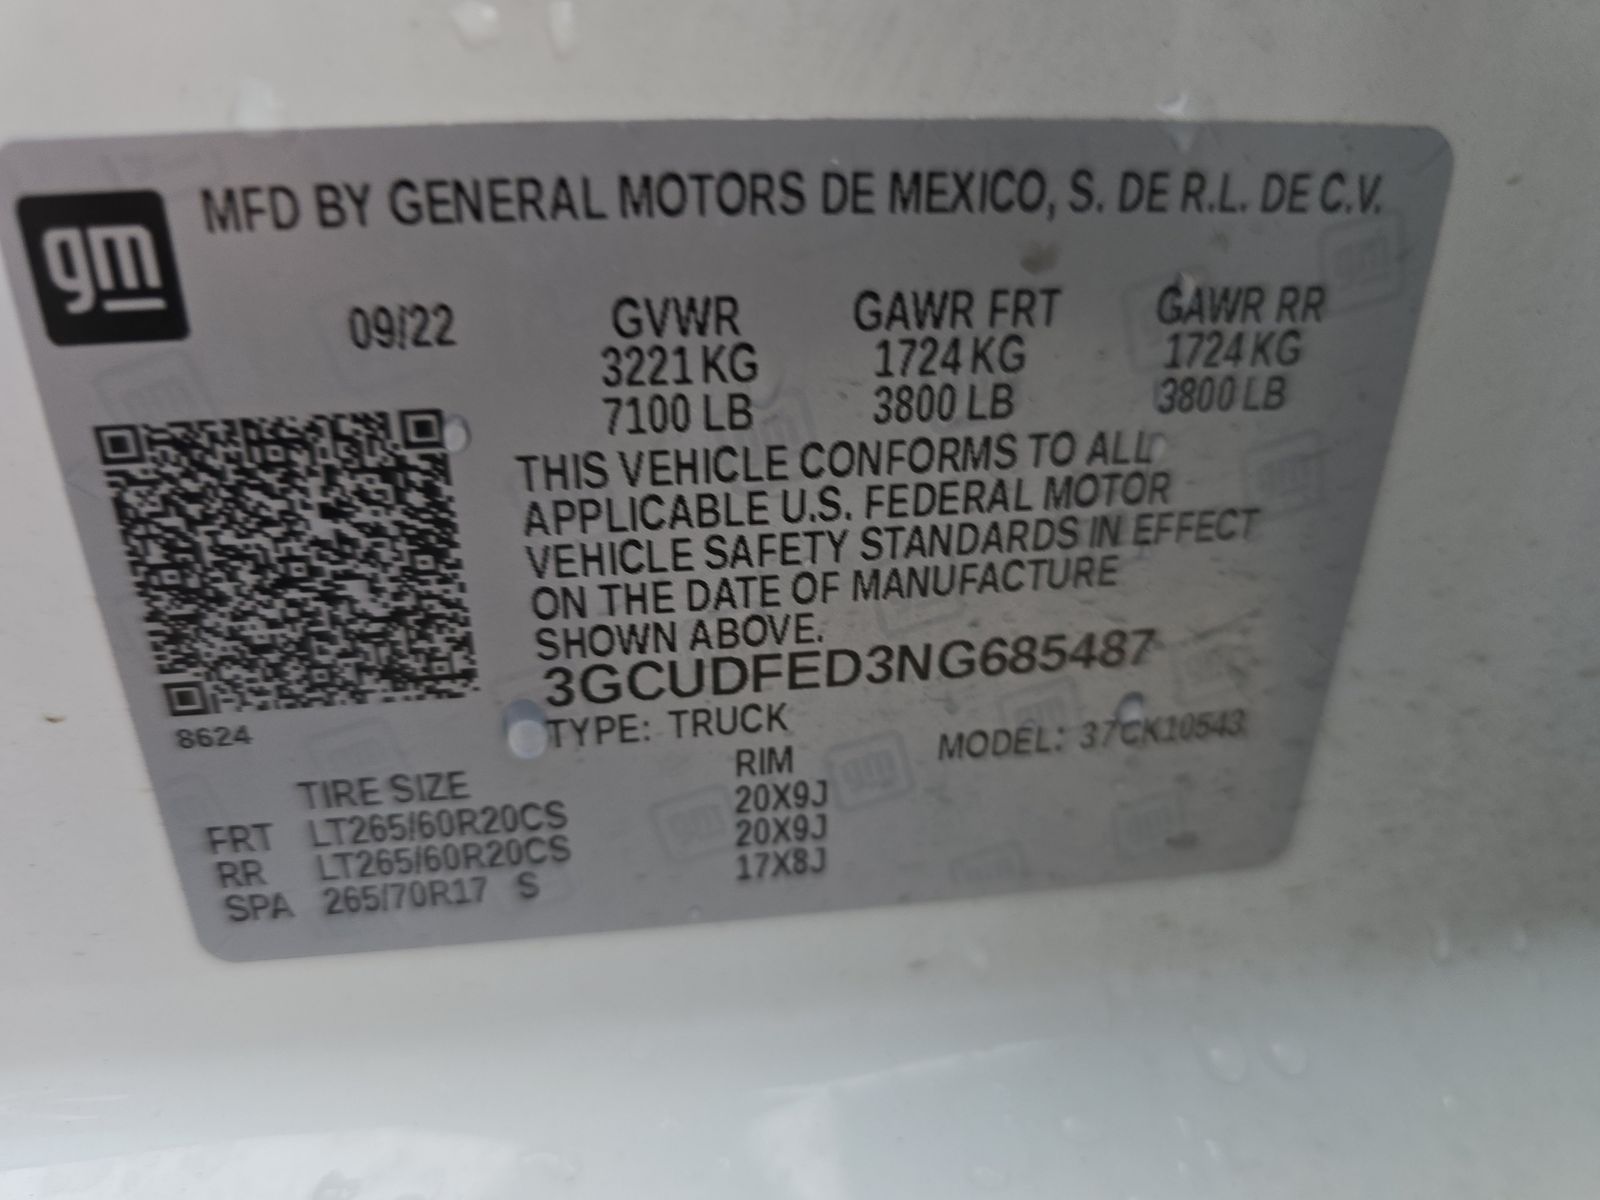 gm
MFD BY GENERAL MOTORS DE MEXICO, S. DE R.L. DE C.V.
09/22 GVWR GAWR FRT GAWR RR
3221 KG 1724 KG 1724 KG
7100 LB 3800 LB 3800 LB
THIS VEHICLE CONFORMS TO ALL
APPLICABLE U.S. FEDERAL MOTOR
VEHICLE SAFETY STANDARDS IN EFFECT
ON THE DATE OF MANUFACTURE
SHOWN ABOVE.
3GCUDFED3NG685487
8624
TYPE: TRUCK MODEL: 37CK10543
TIRE SIZE RIM
FRT LT265/60R20CS 20X9J
RR LT265/60R20CS 20X9J
SPA 265/70R17 S 17X8J